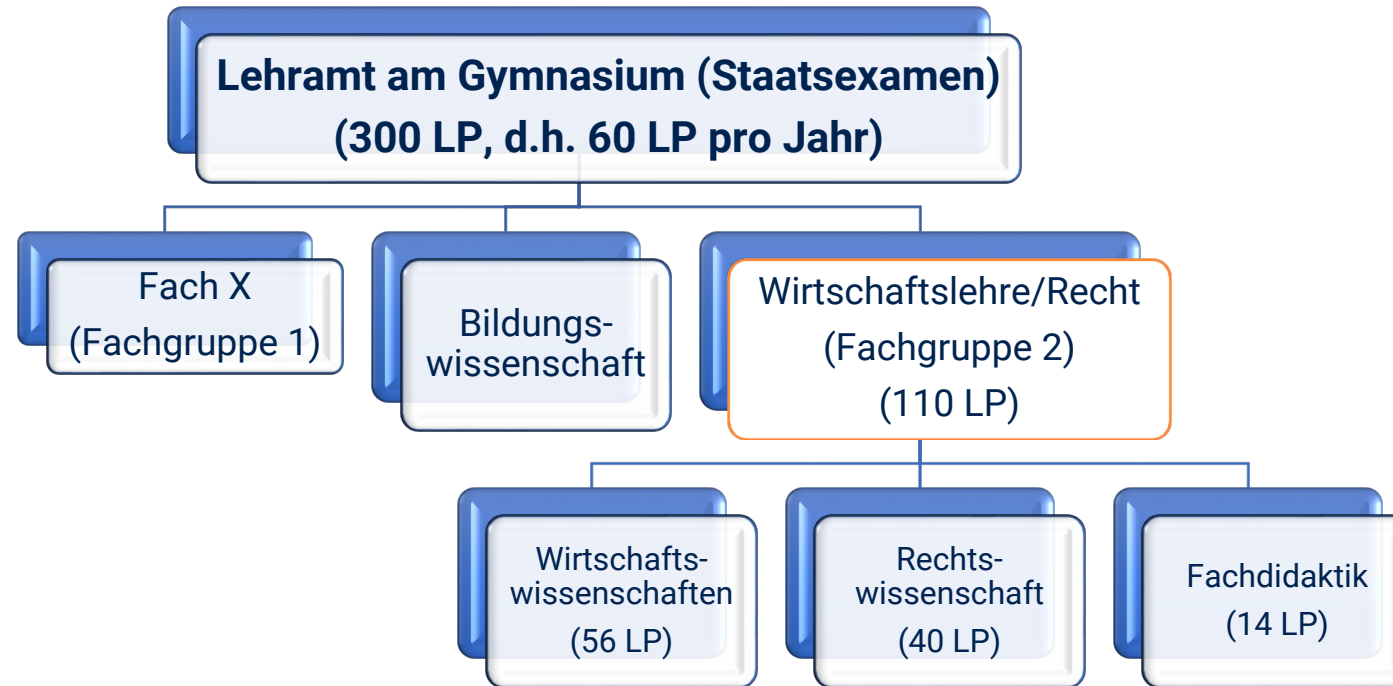 Lehramt am Gymnasium (Staatsexamen)
(300 LP, d.h. 60 LP pro Jahr)
Fach X
(Fachgruppe 1)
Bildungs-
wissenschaft
Wirtschaftslehre/Recht
(Fachgruppe 2)
(110 LP)
Wirtschafts-
wissenschaften
(56 LP)
Rechts-
wissenschaft
(40 LP)
Fachdidaktik
(14 LP)